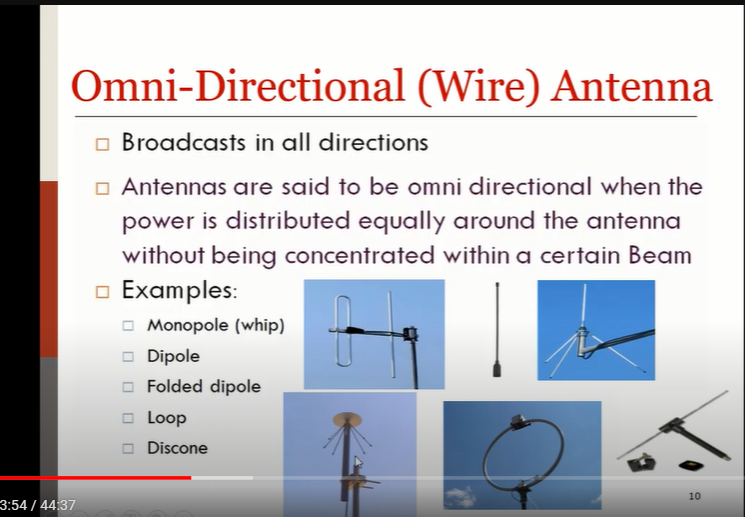 Omni-Directional (Wire) Antenna
Broadcasts in all directions
Antennas are said to be omni directional when the
power is distributed equally around the antenna
without being concentrated within a certain Beam
Examples:
Monopole (whip)
Dipole
Folded dipole
Loop
Discone
10
3:54 / 44:37